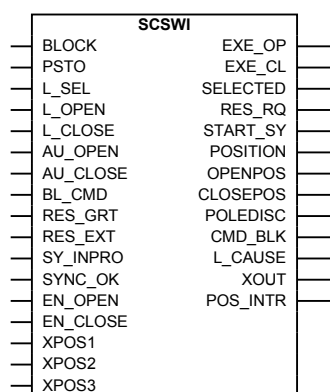 SCSWI
BLOCK EXE_OP
PSTO EXE_CL
L_SEL SELECTED
L_OPEN RES_RQ
L_CLOSE START_SY
AU_OPEN POSITION
AU_CLOSE OPENPOS
BL_CMD CLOSEPOS
RES_GRT POLEDISC
RES_EXT CMD_BLK
SY_INPRO L_CAUSE
SYNC_OK XOUT
EN_OPEN POS_INTR
EN_CLOSE
XPOS1
XPOS2
XPOS3